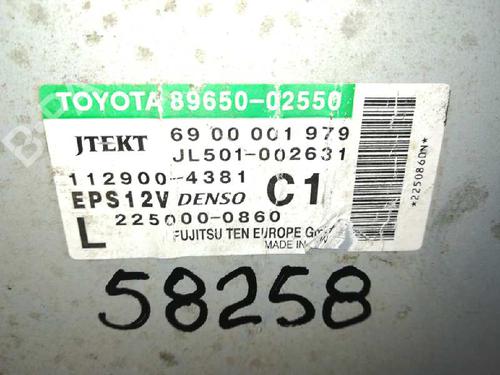 TOYOTA 89650-02550
JTEKT 69 00 001 979
JL501-002631
112900-4381
EPS12V DENSO C1
L 225000-0860
FUJITSU TEN EUROPE
MADE IN
*2250860N*
58258